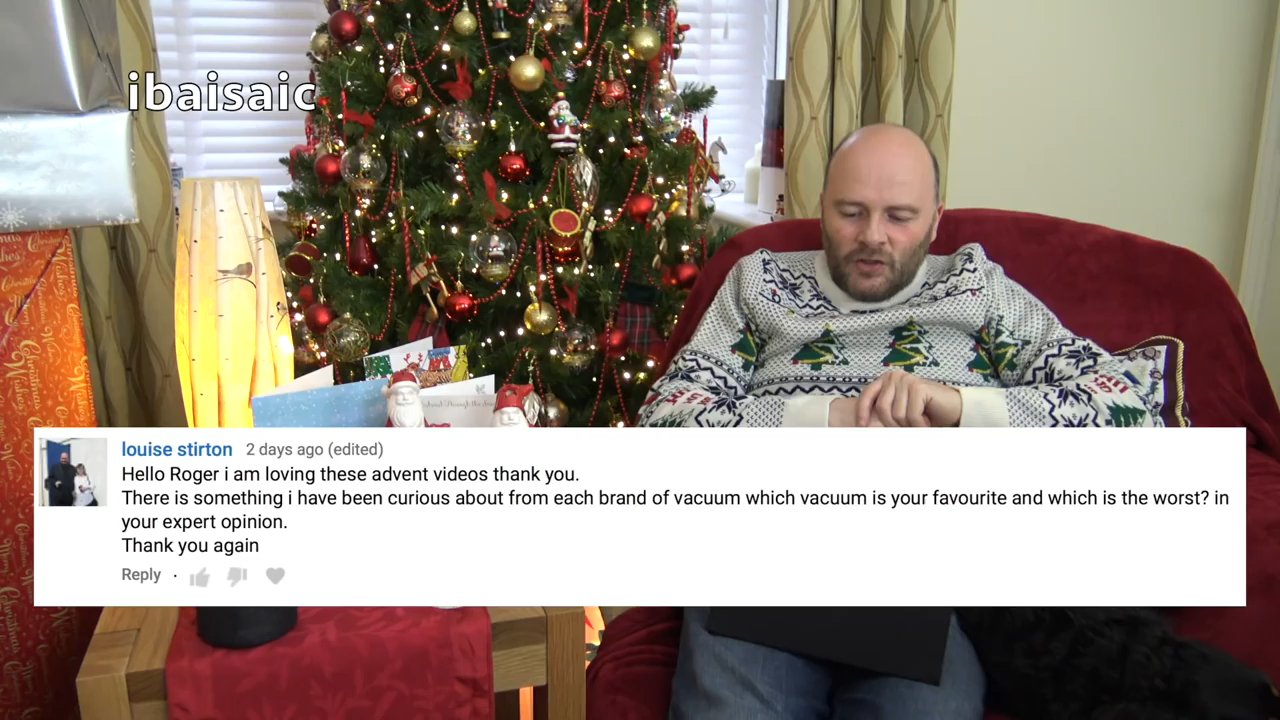 ibaisaic
louise stirton 2 days ago (edited)
Hello Roger i am loving these advent videos thank you.
There is something i have been curious about from each brand of vacuum which vacuum is your favourite and which is the worst? in
your expert opinion.
Thank you again
Reply ·
Christmas
Wishes